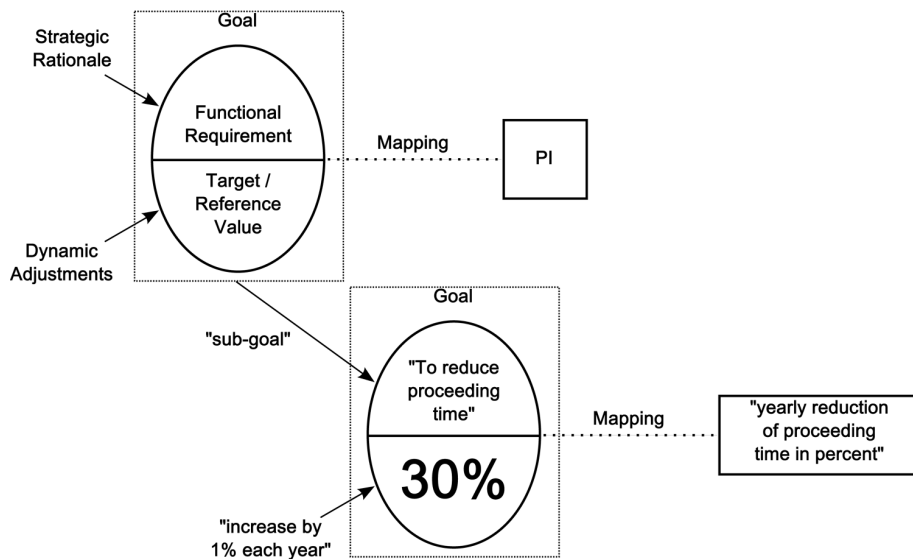 Goal
Strategic
Rationale
Functional
Requirement
Mapping
PI
Target /
Reference
Value
Dynamic
Adjustments
Goal
"sub-goal"
"To reduce
proceeding
time"
Mapping
"yearly reduction
of proceeding
time in percent"
30%
"increase by
1% each year"